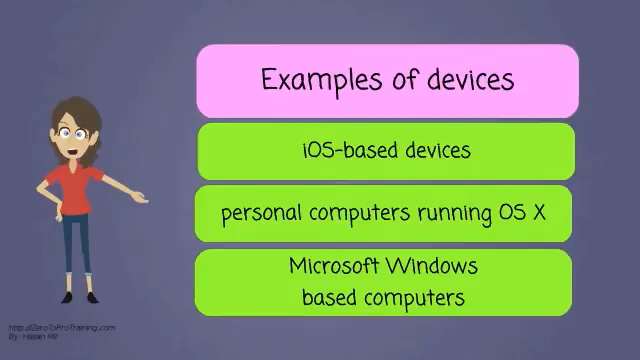 Examples of devices
iOS-based devices
personal computers running OS X
Microsoft Windows
based computers
http://ZeroToProTraining.com
By: Hasan Mir